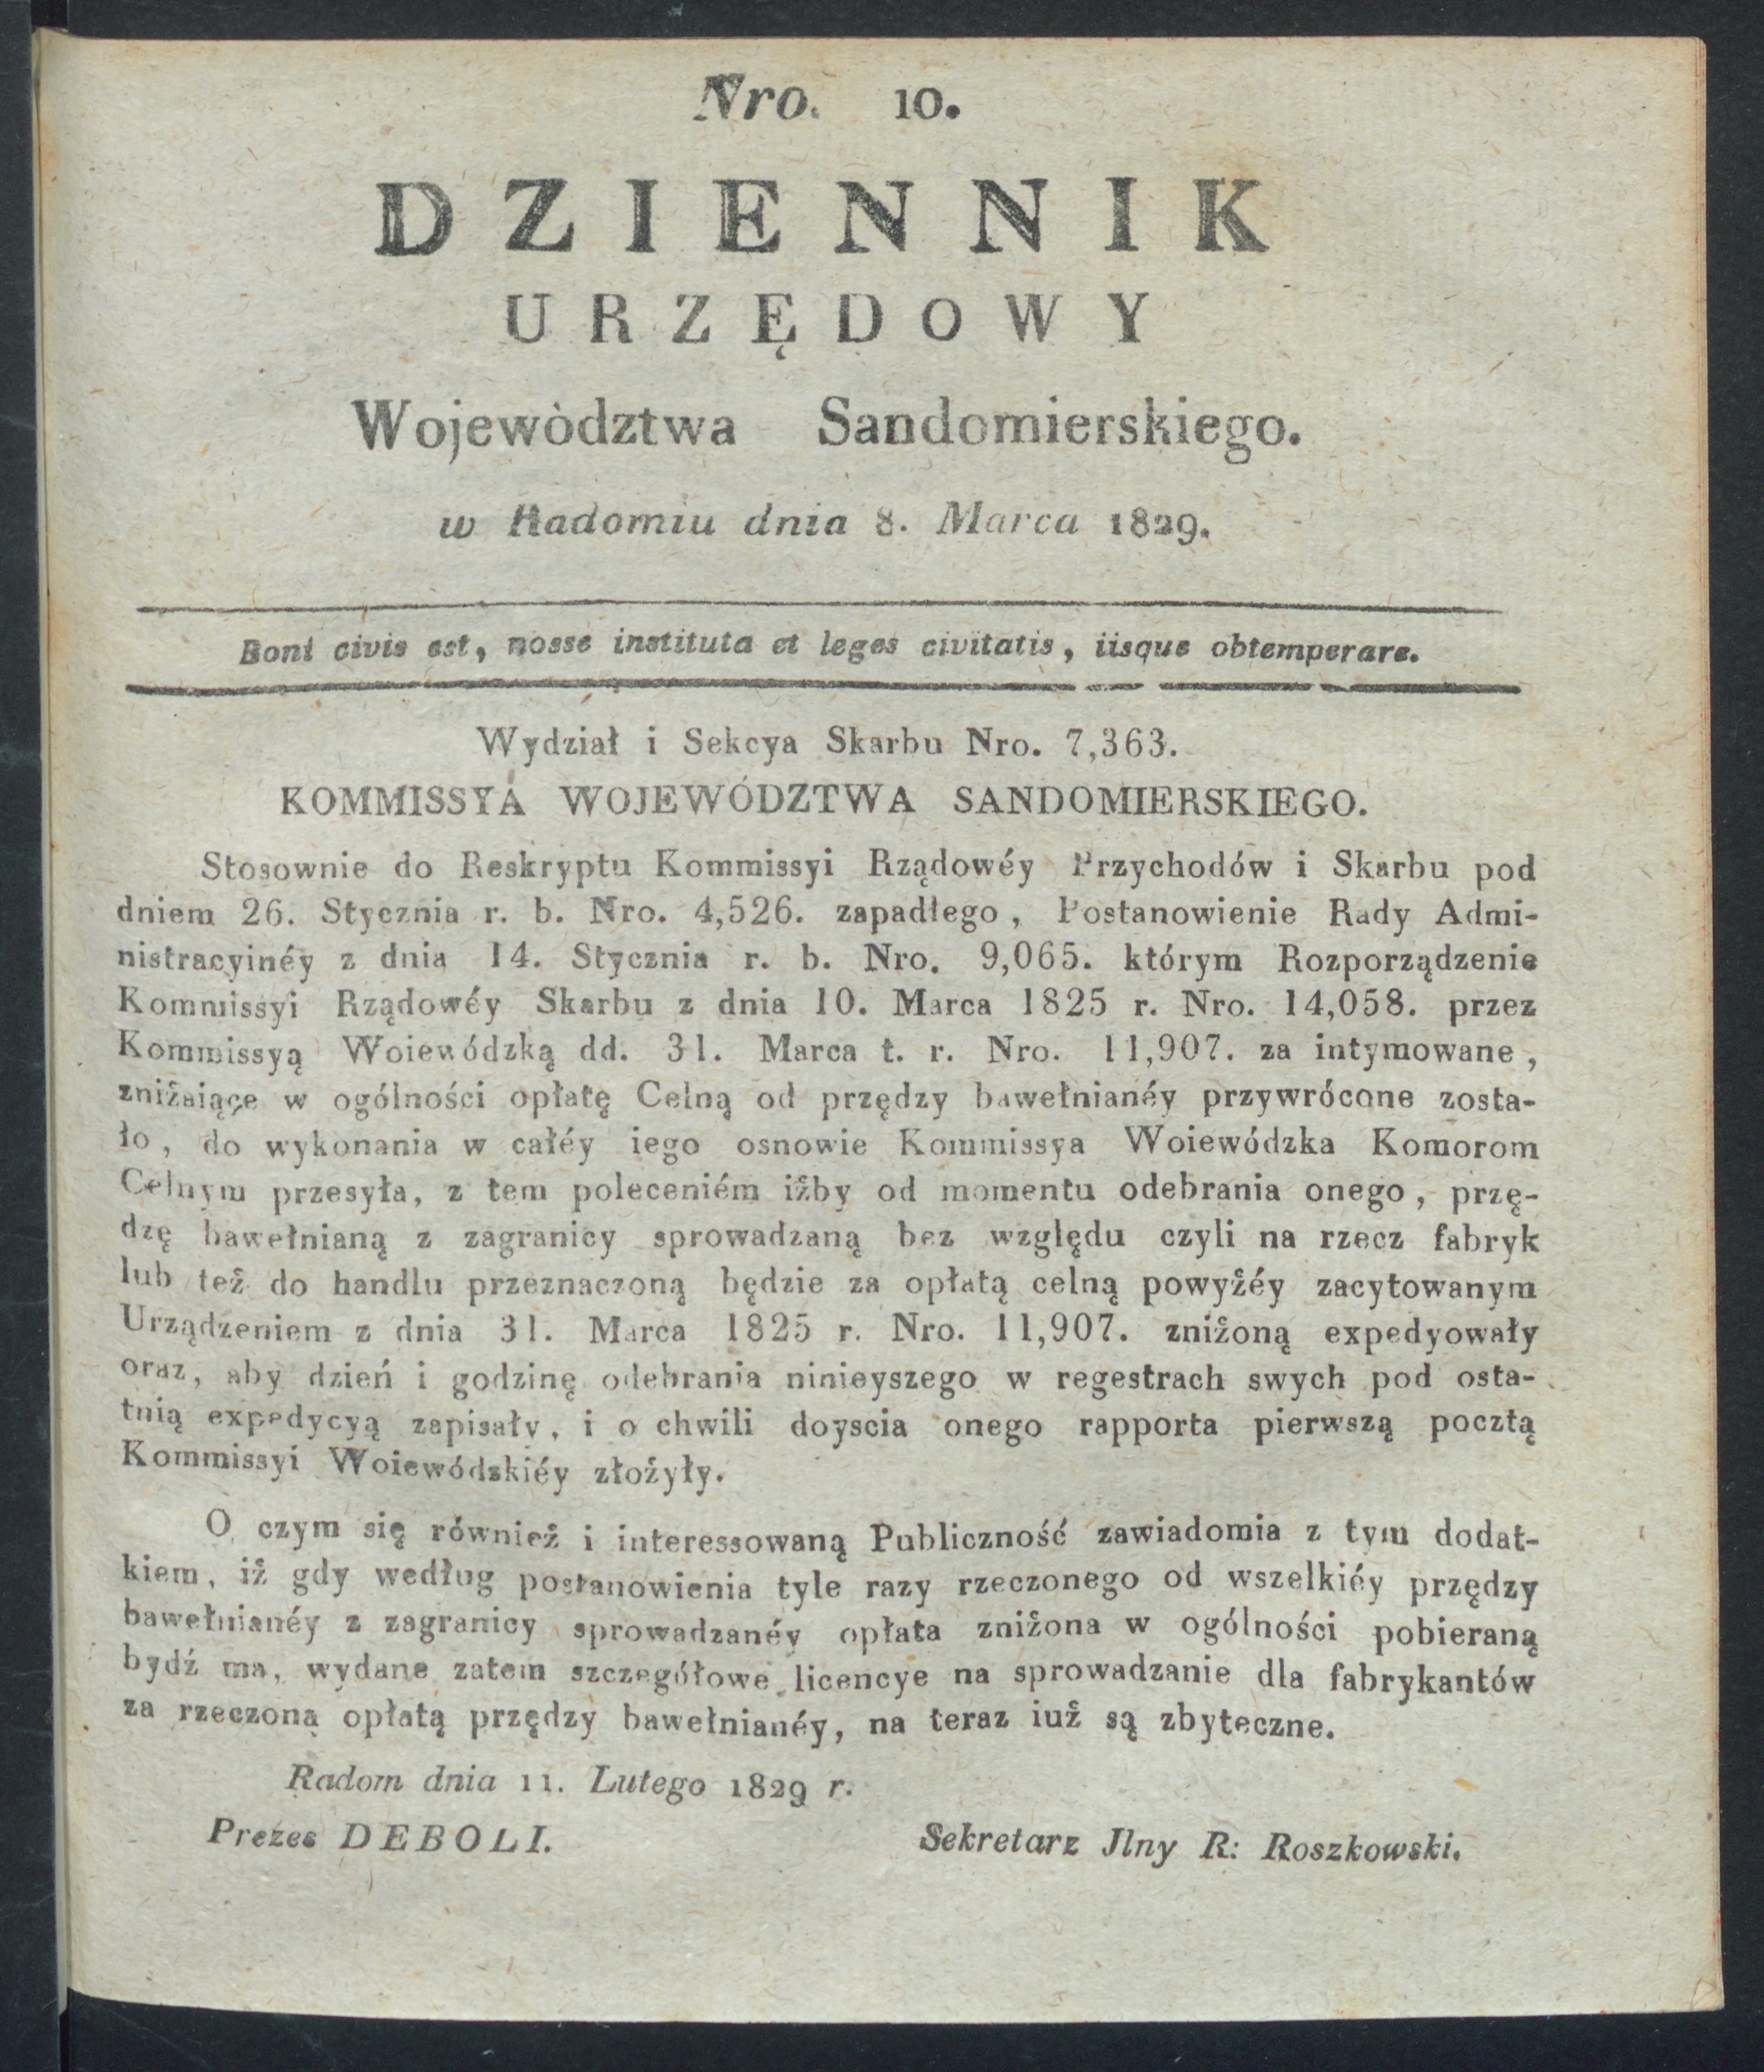 Nro. 10.
DZIENNIK
URZĘDOWY
Wojewòdztwa Sandomierskiego.
w Radomiu dnia 8. Marca 1829.
Boni civis est, nosse instituta et leges civitatis, iisque obtemperare.
Wydział i Sekcya Skarbu Nro. 7,363.
KOMMISSYA WOJEWÓDZTWA SANDOMIERSKIEGO.
Stosownie do Reskryptu Kommissyi Rządowéy Przychodów i Skarbu pod
dniem 26. Stycznia r. b. Nro. 4,526. zapadłego, Postanowienie Rady Admi-
nistracyinéy z dnia 14. Stycznia r. b. Nro. 9,065. którym Rozporządzenie
Kommissyi Rządowéy Skarbu z dnia 10. Marca 1825 r. Nro. 14,058. przez
Kommissyą Woiewódzką dd. 31. Marca t. r. Nro. 11,907. za intymowane,
zniżaiące w ogólności opłatę Celną od przędzy bawełnianéy przywrócone zosta-
ło, do wykonania w całéy iego osnowie Kommissya Woiewódzka Komorom
Celnym przesyła, z tem poleceniém iżby od momentu odebrania onego, przę-
dzę bawełnianą z zagranicy sprowadzaną bez względu czyli na rzecz fabryk
lub też do handlu przeznaczoną będzie za opłatą celną powyżéy zacytowanym
Urządzeniem z dnia 31. Marca 1825 r. Nro. 11,907. zniżoną expedyowały
oraz, aby dzień i godzinę odebrania ninieyszego w regestrach swych pod osta-
tnią expedycyą zapisały, i o chwili doyscia onego rapporta pierwszą pocztą
Kommissyi Woiewódzkiéy złożyły.
O czym się również i interessowaną Publiczność zawiadomia z tym dodat-
kiem, iż gdy według postanowienia tyle razy rzeczonego od wszelkiéy przędzy
bawełnianéy z zagranicy sprowadzanéy opłata zniżona w ogólności pobieraną
bydź ma, wydane zatem szczegółowe licencye na sprowadzanie dla fabrykantów
za rzeczoną opłatą przędzy bawełnianéy, na teraz iuż są zbyteczne.
Radom dnia 11. Lutego 1829 r.
Prezes DEBOLI. Sekretarz Jlny R: Roszkowski.